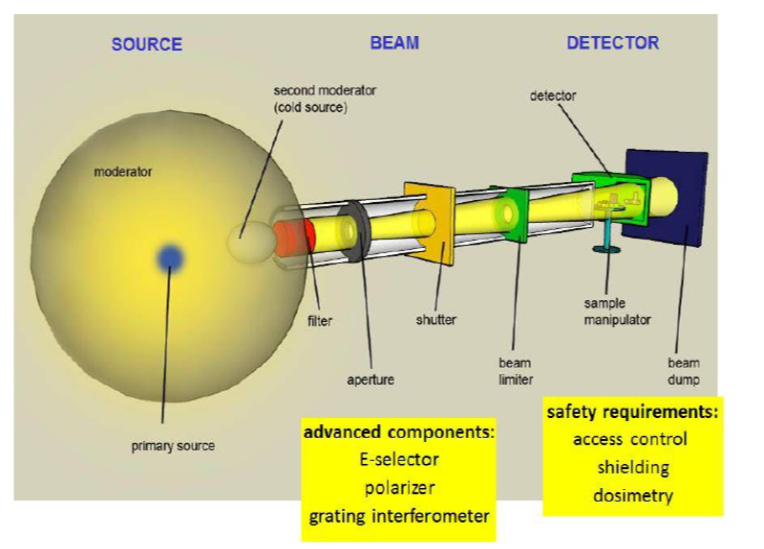 SOURCE
BEAM
DETECTOR
second moderator
(cold source)
detector
moderator
filter
shutter
sample
manipulator
aperture
beam
limiter
beam
dump
primary source
advanced components:
E-selector
polarizer
grating interferometer
safety requirements:
access control
shielding
dosimetry